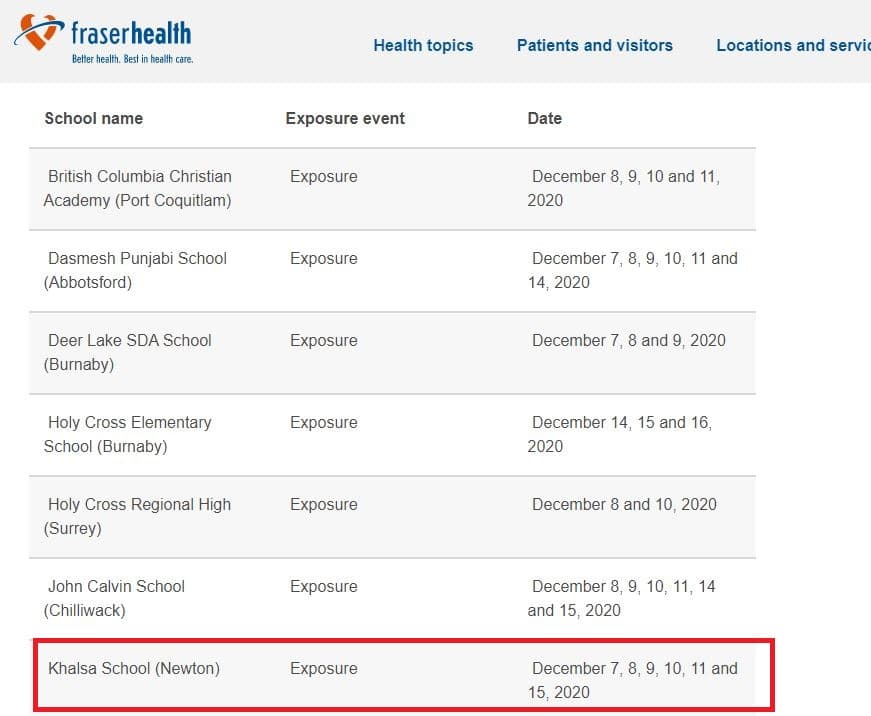 fraserhealth
Better health. Best in health care.
Health topics Patients and visitors Locations and servic
School name Exposure event Date
British Columbia Christian Exposure December 8, 9, 10 and 11,
Academy (Port Coquitlam) 2020
Dasmesh Punjabi School Exposure December 7, 8, 9, 10, 11 and
(Abbotsford) 14, 2020
Deer Lake SDA School Exposure December 7, 8 and 9, 2020
(Burnaby)
Holy Cross Elementary Exposure December 14, 15 and 16,
School (Burnaby) 2020
Holy Cross Regional High Exposure December 8 and 10, 2020
(Surrey)
John Calvin School Exposure December 8, 9, 10, 11, 14
(Chilliwack) and 15, 2020
Khalsa School (Newton) Exposure December 7, 8, 9, 10, 11 and
15, 2020